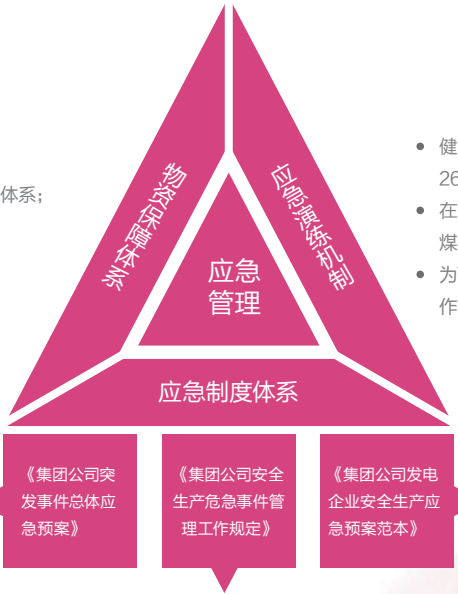 体系；
健
26
在
煤
为
作
物资保障体系
应急演练机制
应急
管理
应急制度体系
《集团公司突
发事件总体应
急预案》
《集团公司安全
生产危急事件管
理工作规定》
《集团公司发电
企业安全生产应
急预案范本》